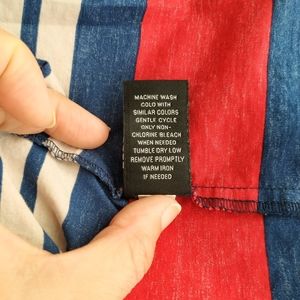 MACHINE WASH
COLD WITH
SIMILAR COLORS
GENTLE CYCLE
ONLY NON-
CHLORINE BLEACH
WHEN NEEDED
TUMBLE DRY LOW
REMOVE PROMPTLY
WARM IRON
IF NEEDED